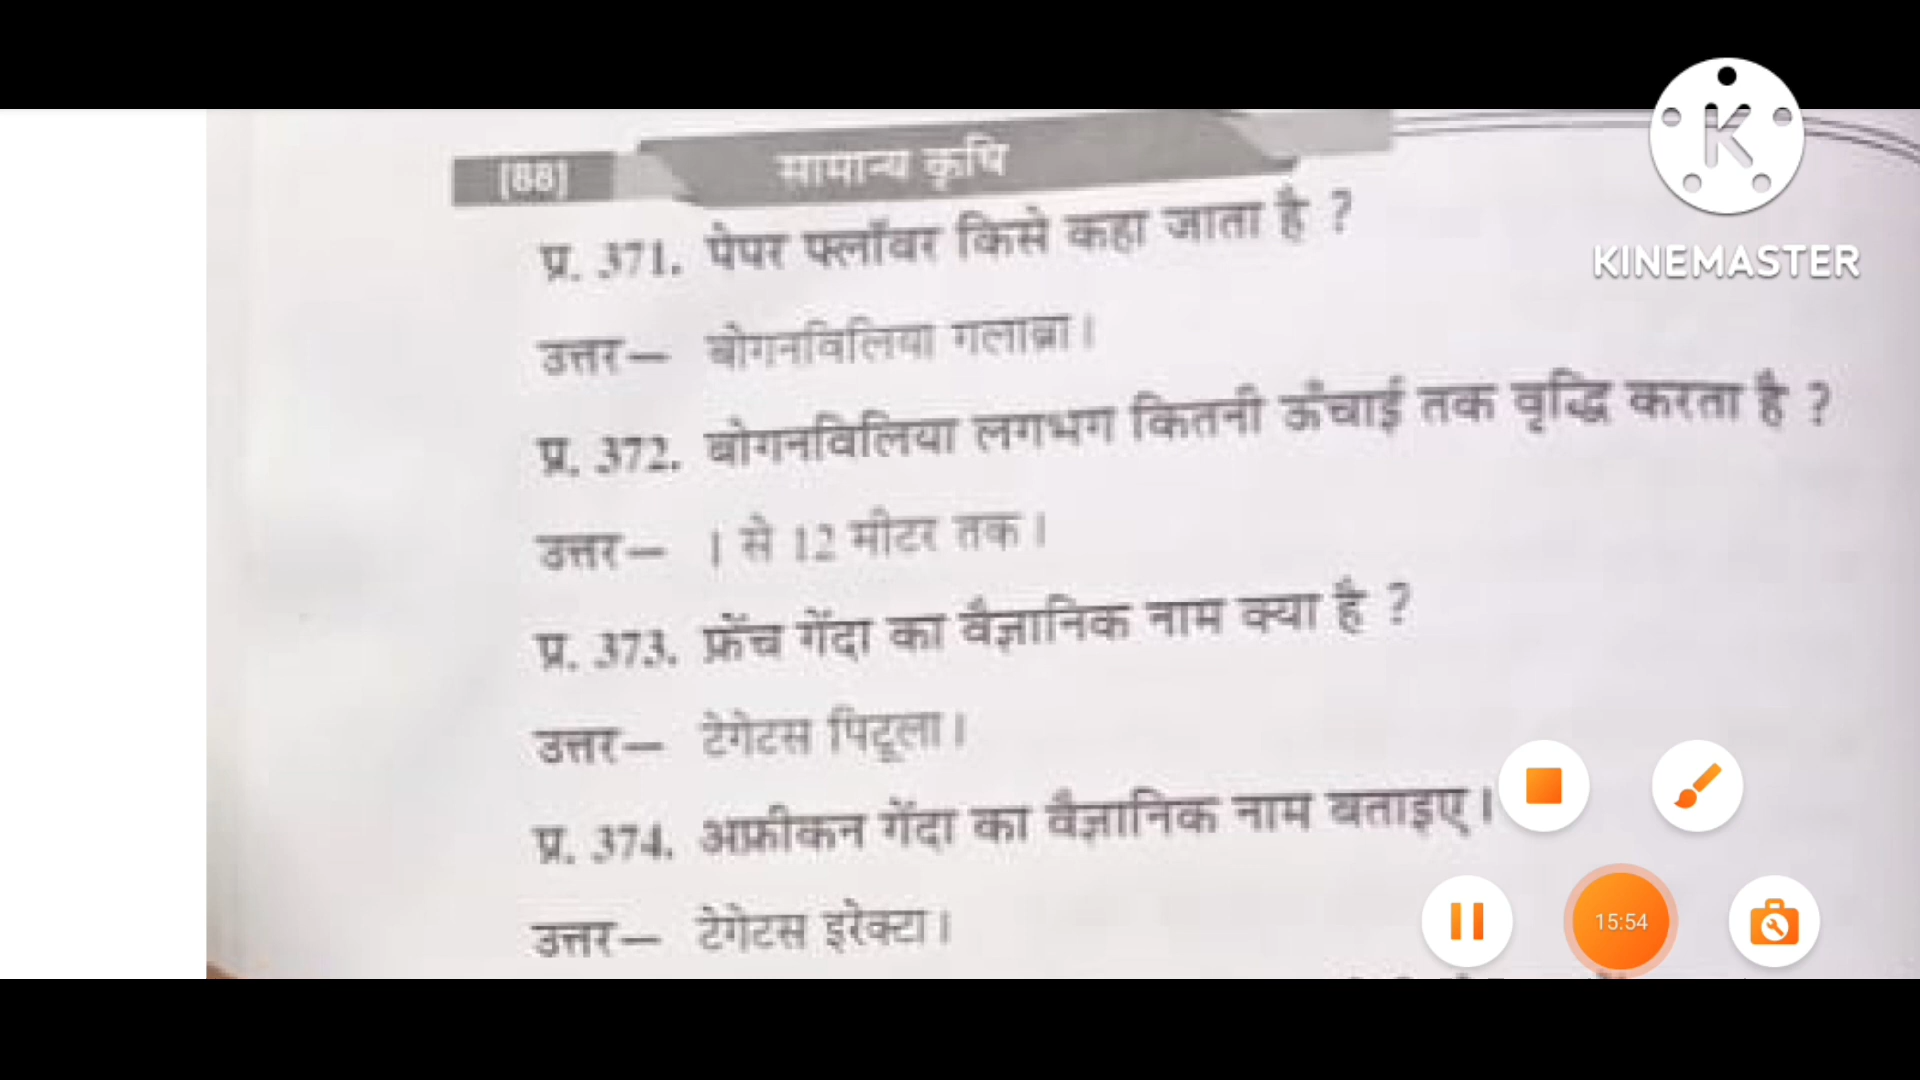 [88] सामान्य कृषि
KINEMASTER
प्र. 371. पेपर फ्लॉवर किसे कहा जाता है ?
उत्तर— बोगनविलिया गलाब्रा।
प्र. 372. बोगनविलिया लगभग कितनी ऊँचाई तक वृद्धि करता है ?
उत्तर— 1 से 12 मीटर तक।
प्र. 373. फ्रेंच गेंदा का वैज्ञानिक नाम क्या है ?
उत्तर— टेगेटस पिटूला।
प्र. 374. अफ्रीकन गेंदा का वैज्ञानिक नाम बताइए।
उत्तर— टेगेटस इरेक्टा।
15:54